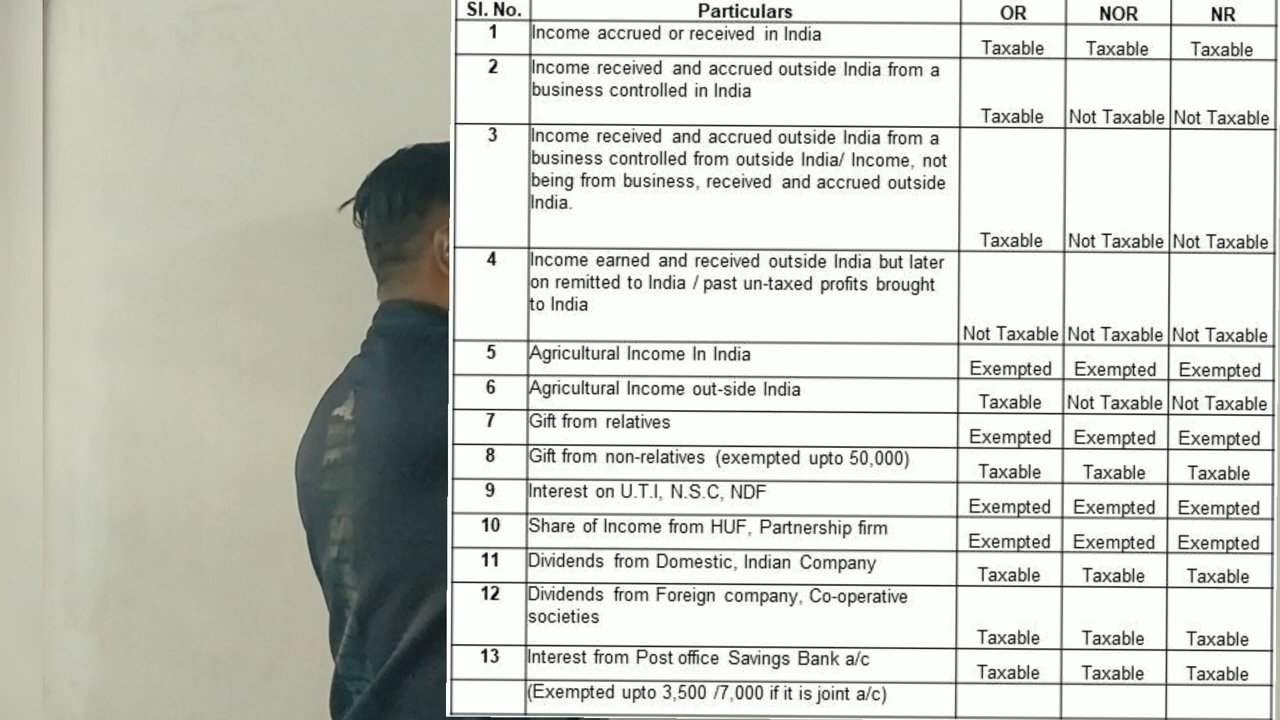 Sl. No. Particulars OR NOR NR
1 Income accrued or received in India Taxable Taxable Taxable
2 Income received and accrued outside India from a
business controlled in India
Taxable Not Taxable Not Taxable
3 Income received and accrued outside India from a
business controlled from outside India/ Income, not
being from business, received and accrued outside
India.
Taxable Not Taxable Not Taxable
4 Income earned and received outside India but later
on remitted to India / past un-taxed profits brought
to India
Not Taxable Not Taxable Not Taxable
5 Agricultural Income In India Exempted Exempted Exempted
6 Agricultural Income out-side India Taxable Not Taxable Not Taxable
7 Gift from relatives Exempted Exempted Exempted
8 Gift from non-relatives (exempted upto 50,000) Taxable Taxable Taxable
9 Interest on U.T.I, N.S.C, NDF Exempted Exempted Exempted
10 Share of Income from HUF, Partnership firm Exempted Exempted Exempted
11 Dividends from Domestic, Indian Company Taxable Taxable Taxable
12 Dividends from Foreign company, Co-operative
societies
Taxable Taxable Taxable
13 Interest from Post office Savings Bank a/c Taxable Taxable Taxable
(Exempted upto 3,500 /7,000 if it is joint a/c)